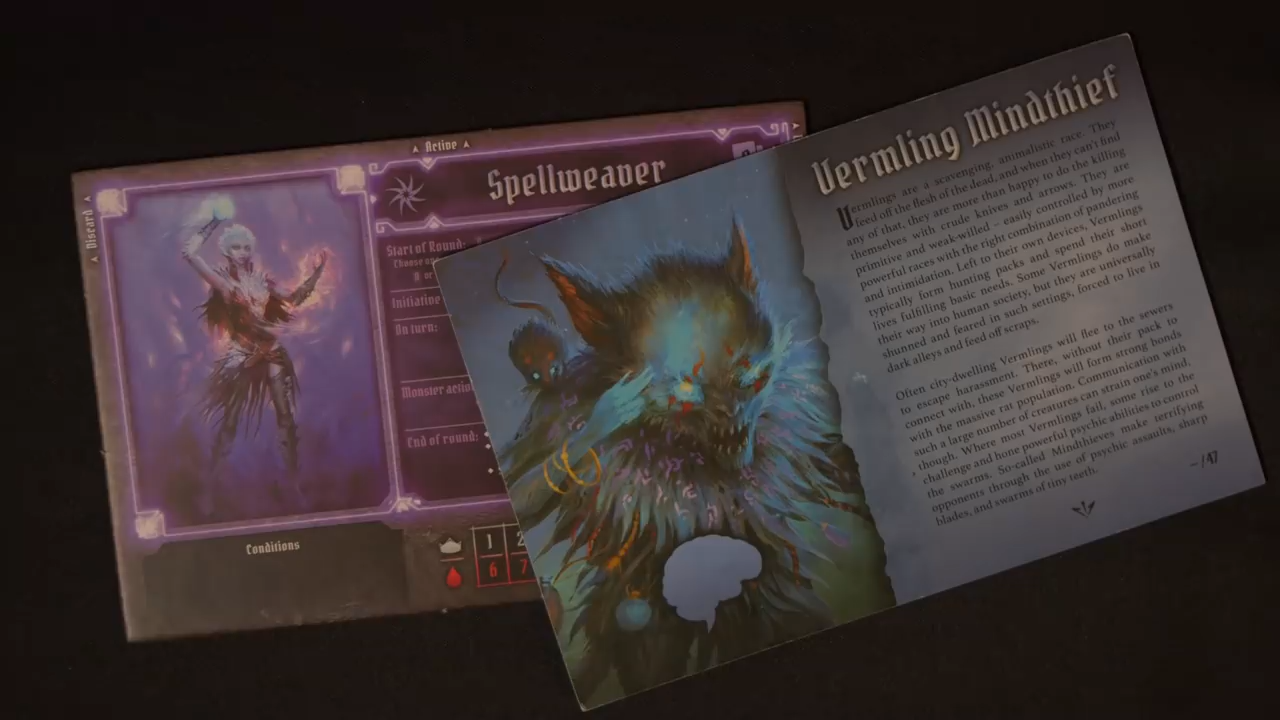 Active
Discard
Spellweaver
Start of Round:
Initiative
On turn:
Monster
End of round:
Conditions
1 2
6 7
Vermling Mindthief
Vermlings are a scavenging, animalistic race. They
feed off the flesh of the dead, and when they can't find
any of that, they are more than happy to do the killing
themselves with crude knives and arrows. They are
primitive and weak-willed – easily controlled by more
powerful races with the right combination of pandering
and intimidation. Left to their own devices, Vermlings
typically form hunting packs and spend their short
lives fulfilling basic needs. Some Vermlings do make
their way into human society, but they are universally
shunned and feared in such settings, forced to live in
dark alleys and feed off scraps.
Often city-dwelling Vermlings will flee to the sewers
to escape harassment. There, without their pack to
connect with, these Vermlings will form strong bonds
with the massive rat population. Communication with
such a large number of creatures can strain one's mind,
though. Where most Vermlings fail, some rise to the
challenge and hone powerful psychic abilities to control
the swarms. So-called Mindthieves make terrifying
opponents through the use of psychic assaults, sharp
blades, and swarms of tiny teeth.